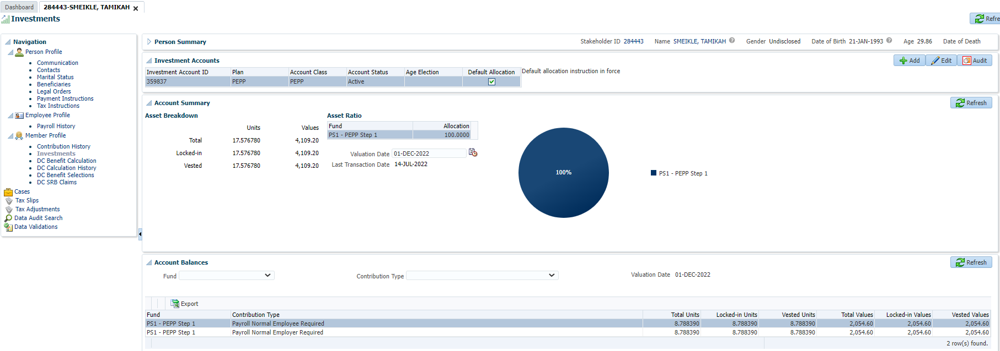 Dashboard 284443-SMEIKLE, TAMIKAH
Investments
Refre
Navigation
Person Profile
Communication
Contacts
Marital Status
Beneficiaries
Legal Orders
Payment Instructions
Tax Instructions
Employee Profile
Payroll History
Member Profile
Contribution History
Investments
DC Benefit Calculation
DC Calculation History
DC Benefit Selections
DC SRB Claims
Cases
Tax Slips
Tax Adjustments
Data Audit Search
Data Validations
Person Summary Stakeholder ID 284443 Name SMEIKLE, TAMIKAH Gender Undisclosed Date of Birth 21-JAN-1993 Age 29.86 Date of Death
Investment Accounts Add Edit Audit
Investment Account ID Plan Account Class Account Status Age Election Default Allocation Default allocation instruction in force
359837 PEPP PEPP Active
Account Summary Refresh
Asset Breakdown
Units Values
Total 17.576780 4,109.20
Locked-in 17.576780 4,109.20
Vested 17.576780 4,109.20
Asset Ratio
Fund Allocation
PS1 - PEPP Step 1 100.0000
Valuation Date 01-DEC-2022
Last Transaction Date 14-JUL-2022
100%
PS1 - PEPP Step 1
Account Balances Refresh
Fund Contribution Type Valuation Date 01-DEC-2022
Export
Fund Contribution Type Total Units Locked-in Units Vested Units Total Values Locked-in Values Vested Values
PS1 - PEPP Step 1 Payroll Normal Employee Required 8.788390 8.788390 8.788390 2,054.60 2,054.60 2,054.60
PS1 - PEPP Step 1 Payroll Normal Employer Required 8.788390 8.788390 8.788390 2,054.60 2,054.60 2,054.60
2 row(s) found.